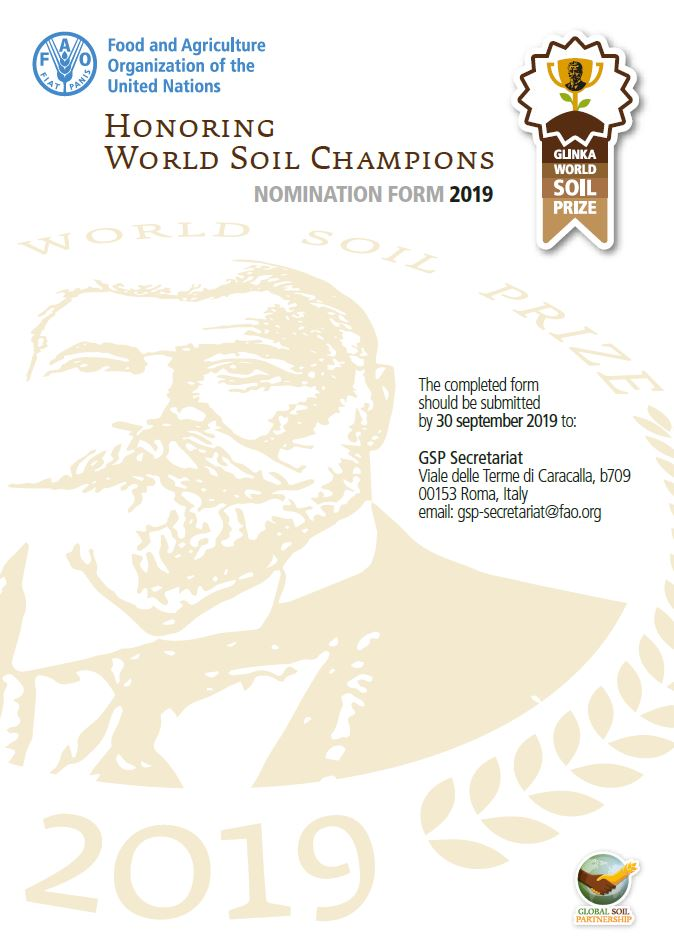 FAO
FIAT PANIS
Food and Agriculture
Organization of the
United Nations
HONORING
WORLD SOIL CHAMPIONS
NOMINATION FORM 2019
GLINKA
WORLD
SOIL
PRIZE
WORLD SOIL PRIZE
The completed form
should be submitted
by 30 september 2019 to:
GSP Secretariat
Viale delle Terme di Caracalla, b709
00153 Roma, Italy
email: gsp-secretariat@fao.org
2019
GLOBAL SOIL
PARTNERSHIP